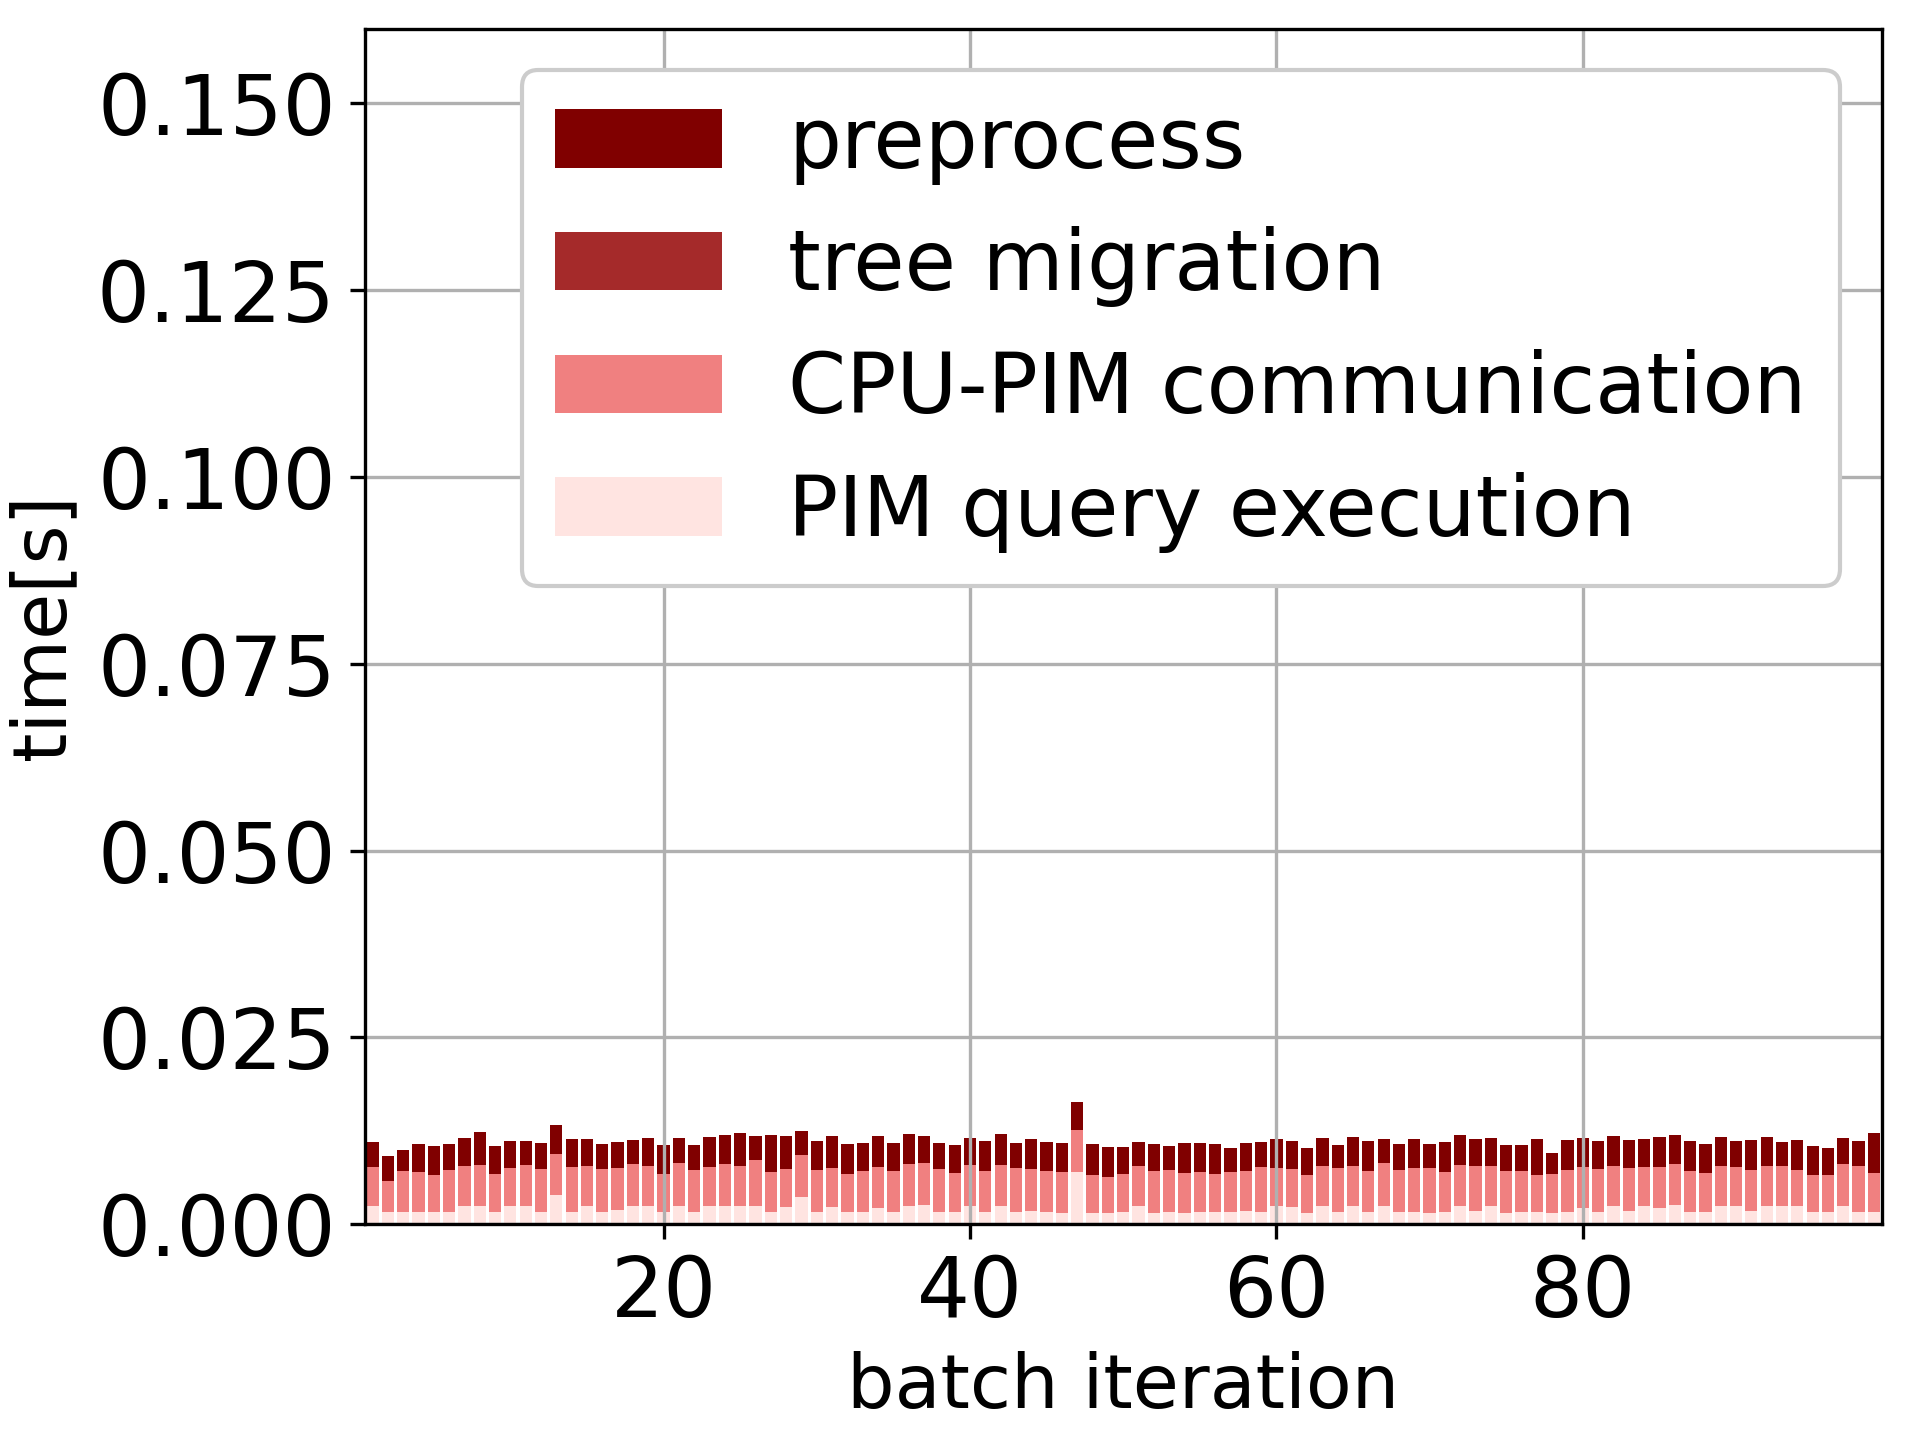 0.150
0.125
0.100
0.075
0.050
0.025
0.000
time[s]
preprocess
tree migration
CPU-PIM communication
PIM query execution
20 40 60 80
batch iteration